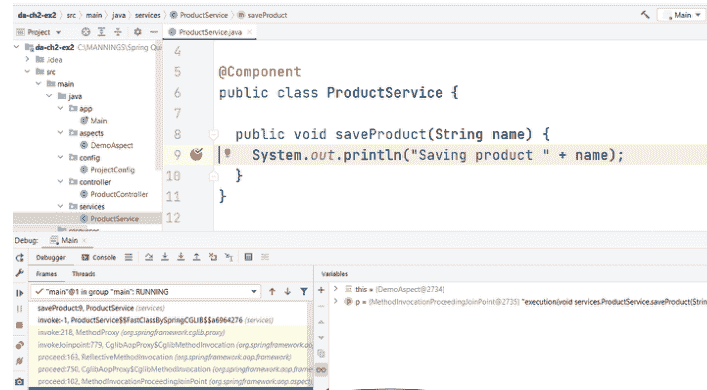 da-ch2-ex2 src main java services ProductService saveProduct Main
Project ProductService.java
da-ch2-ex2 C:\MANNINGS\Spring Qui
.idea
src
main
java
app
Main
aspects
DemoAspect
config
ProjectConfig
controller
ProductController
services
ProductService
4
5 @Component
6 public class ProductService {
7
8 public void saveProduct(String name) {
9 System.out.println("Saving product " + name);
10 }
11 }
12
Debug: Main
Debugger Console
Frames Threads Variables
"main"@1 in group "main": RUNNING
saveProduct:9, ProductService (services)
invoke:-1, ProductService$$FastClassBySpringCGLIB$$a6964276 (services)
invoke:218, MethodProxy (org.springframework.cglib.proxy)
invokeJoinpoint:779, CglibAopProxy$CglibMethodInvocation (org.springframework.ao
proceed:163, ReflectiveMethodInvocation (org.springframework.aop.framework)
proceed:750, CglibAopProxy$CglibMethodInvocation (org.springframework.aop
proceed:102, MethodInvocationProceedingJoinPoint (org.springframework.aop.aspectj)
this = {DemoAspect@2734}
p = {MethodInvocationProceedingJoinPoint@2735} "execution(void services.ProductService.saveProduct(Strin